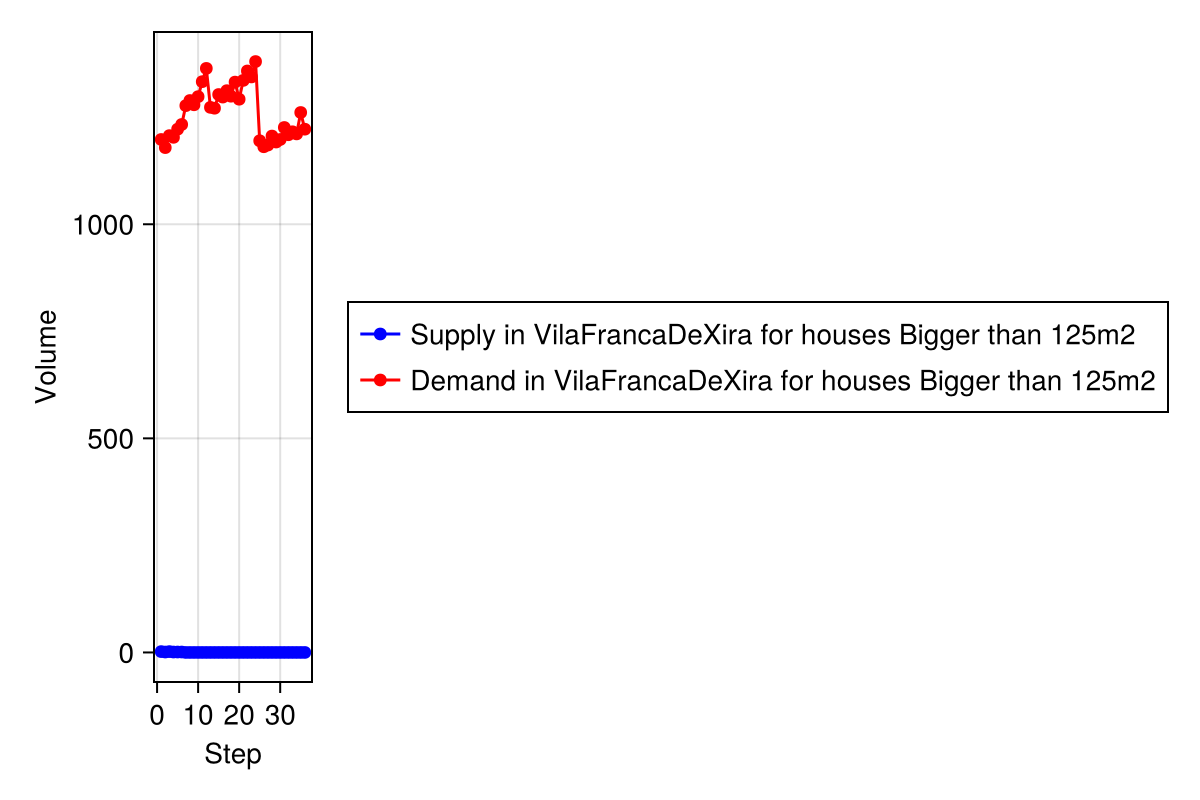 Volume
1000
500
0
0 10 20 30
Step
Supply in VilaFrancaDeXira for houses Bigger than 125m2
Demand in VilaFrancaDeXira for houses Bigger than 125m2